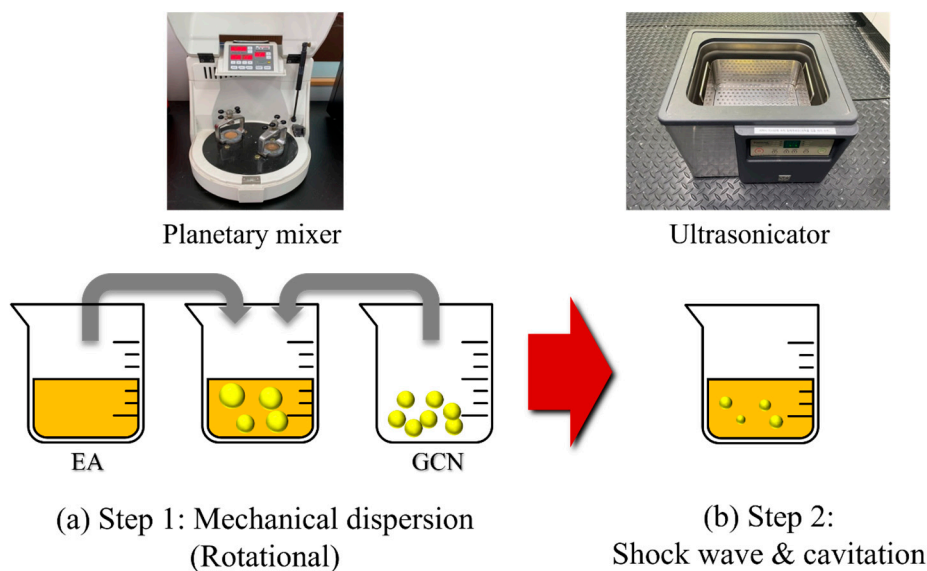 Planetary mixer
Ultrasonicator
EA
GCN
(a) Step 1: Mechanical dispersion
(Rotational)
(b) Step 2:
Shock wave & cavitation